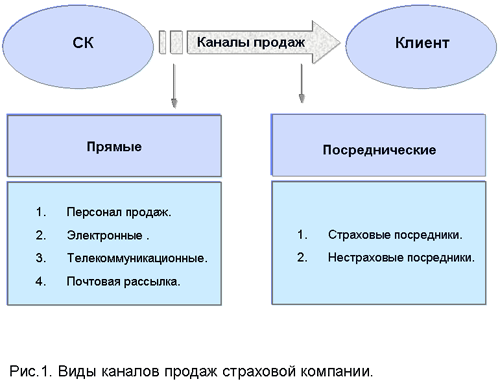 СК
Каналы продаж
Клиент
Прямые
1. Персонал продаж.
2. Электронные .
3. Телекоммуникационные.
4. Почтовая рассылка.
Посреднические
1. Страховые посредники.
2. Нестраховые посредники.
Рис.1. Виды каналов продаж страховой компании.